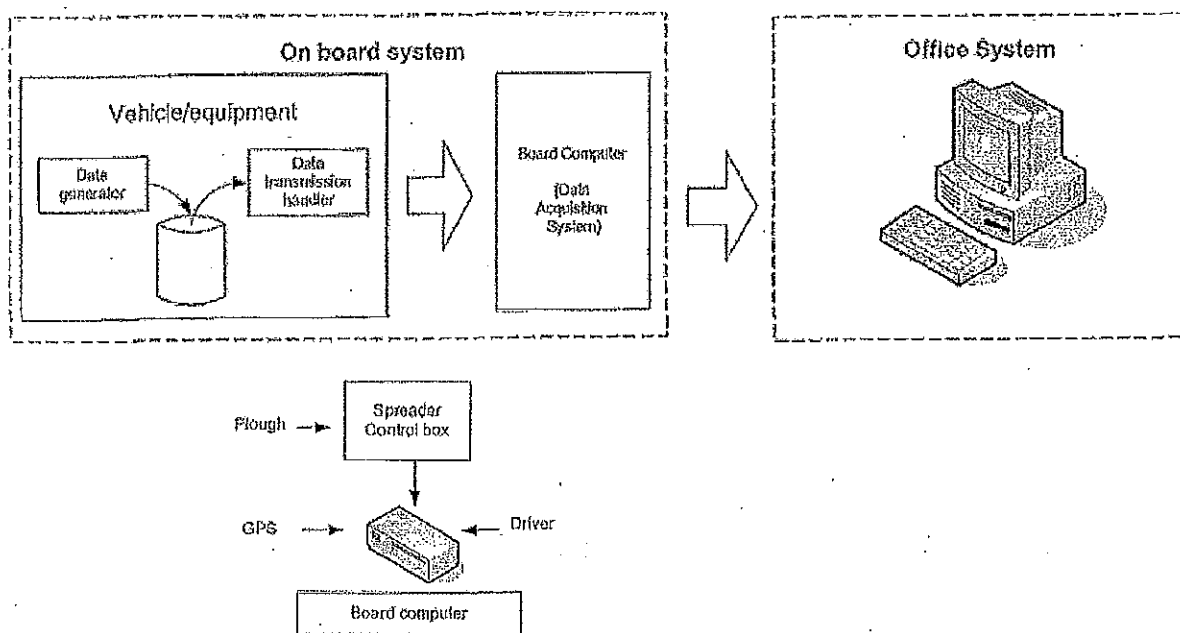 On board system
Office System
Vehicle/equipment
Data
generator
Data
transmission
handler
Board Computer
(Data
Acquistion
System)
Plough
Spreader
Control box
GPS
Driver
Board computer